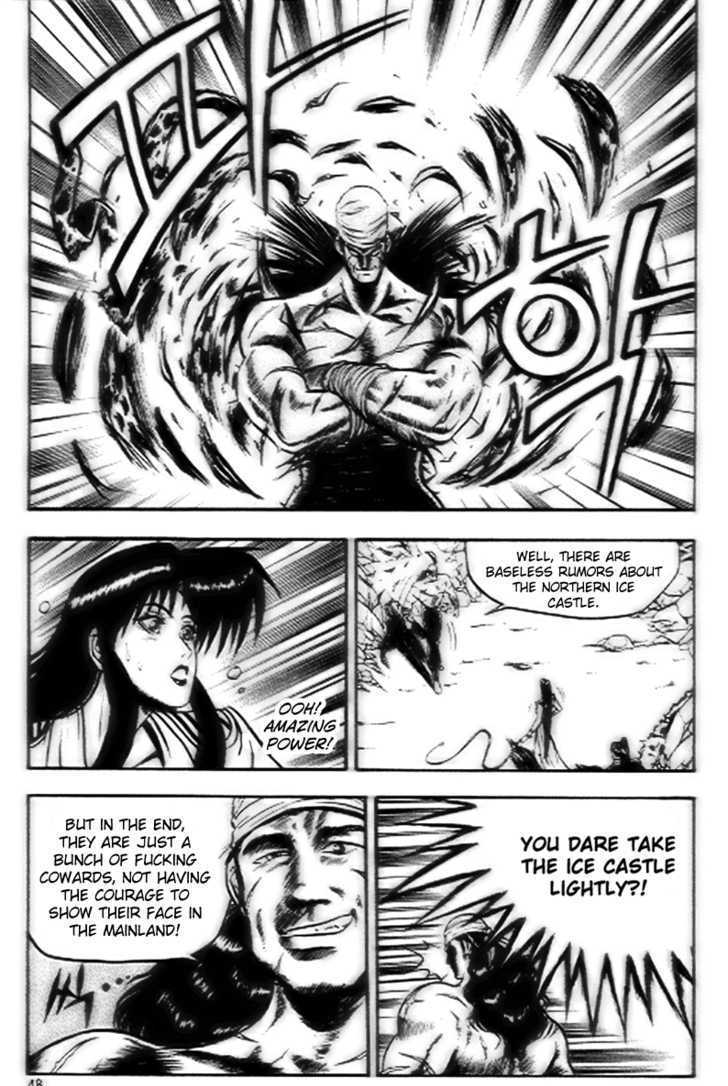 파학
OOH!
AMAZING
POWER!
WELL, THERE ARE
BASELESS RUMORS ABOUT
THE NORTHERN ICE
CASTLE.
BUT IN THE END,
THEY ARE JUST A
BUNCH OF FUCKING
COWARDS, NOT HAVING
THE COURAGE TO
SHOW THEIR FACE IN
THE MAINLAND!
YOU DARE TAKE
THE ICE CASTLE
LIGHTLY?!